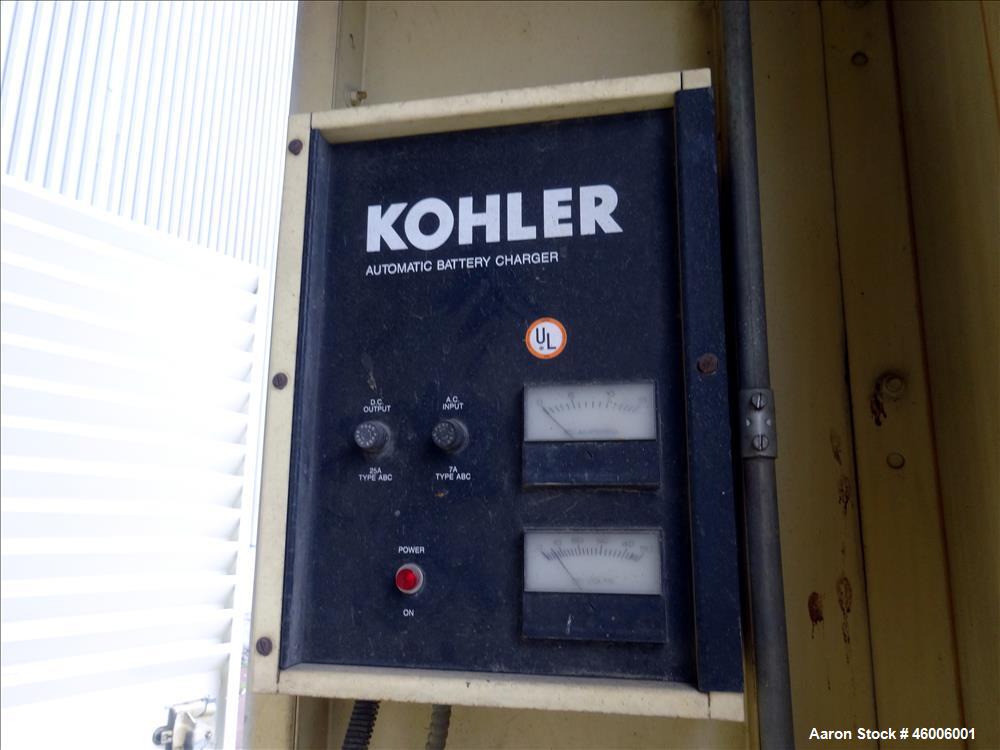 KOHLER
AUTOMATIC BATTERY CHARGER
UL
D.C. OUTPUT
A.C. INPUT
25A TYPE ABC
7A TYPE ABC
POWER
ON
Aaron Stock # 46006001